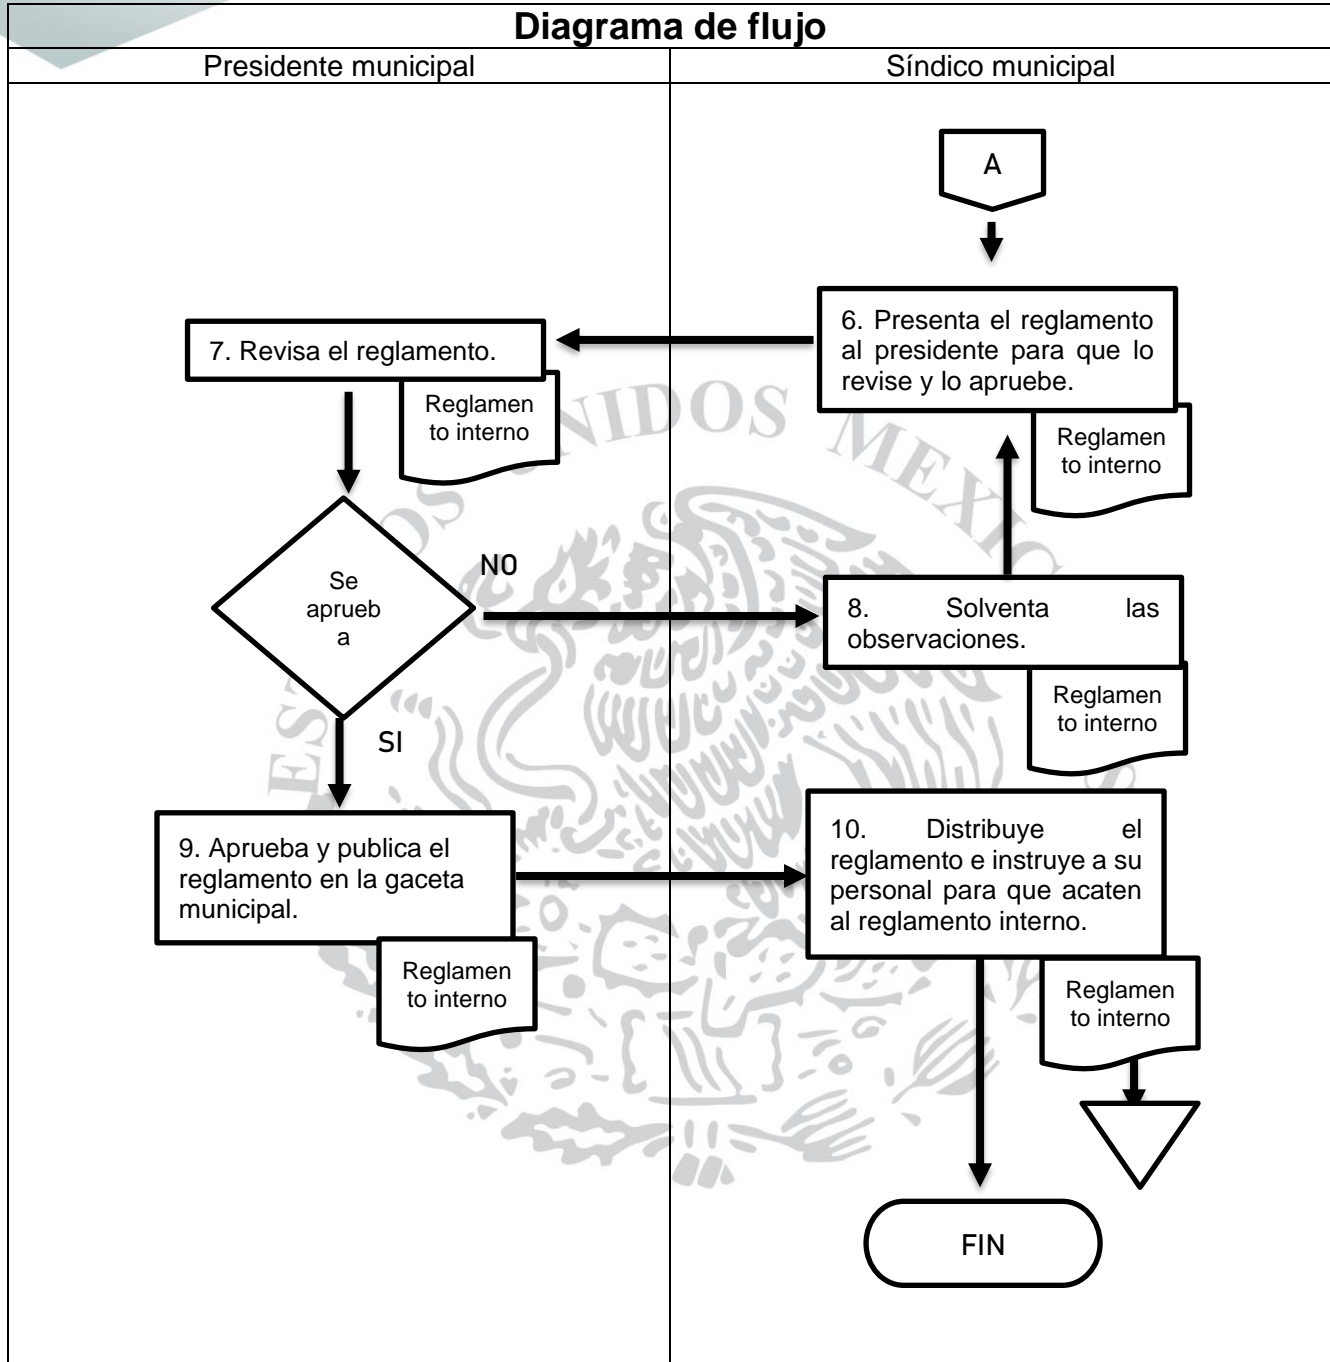 Diagrama de flujo
Presidente municipal
Síndico municipal
A
6. Presenta el reglamento
al presidente para que lo
revise y lo apruebe.
Reglamen
to interno
7. Revisa el reglamento.
Reglamen
to interno
Se
aprueb
a
NO
SI
8. Solventa las
observaciones.
Reglamen
to interno
9. Aprueba y publica el
reglamento en la gaceta
municipal.
Reglamen
to interno
10. Distribuye el
reglamento e instruye a su
personal para que acaten
al reglamento interno.
Reglamen
to interno
FIN